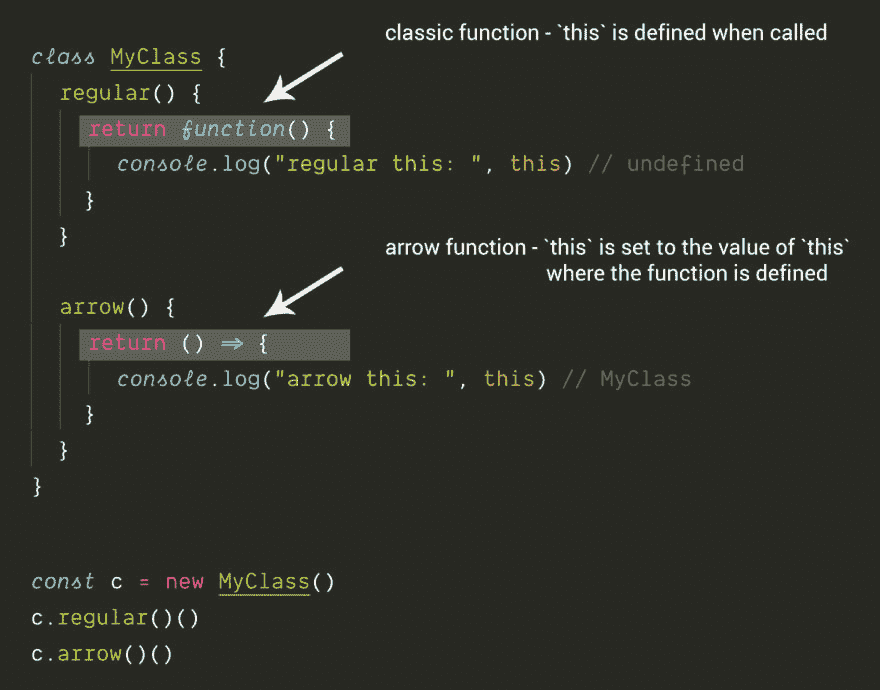 classic function - `this` is defined when called
class MyClass {
regular() {
return function() {
console.log("regular this: ", this) // undefined
}
}
arrow function - `this` is set to the value of `this`
where the function is defined
arrow() {
return () => {
console.log("arrow this: ", this) // MyClass
}
}
}
const c = new MyClass()
c.regular()()
c.arrow()()